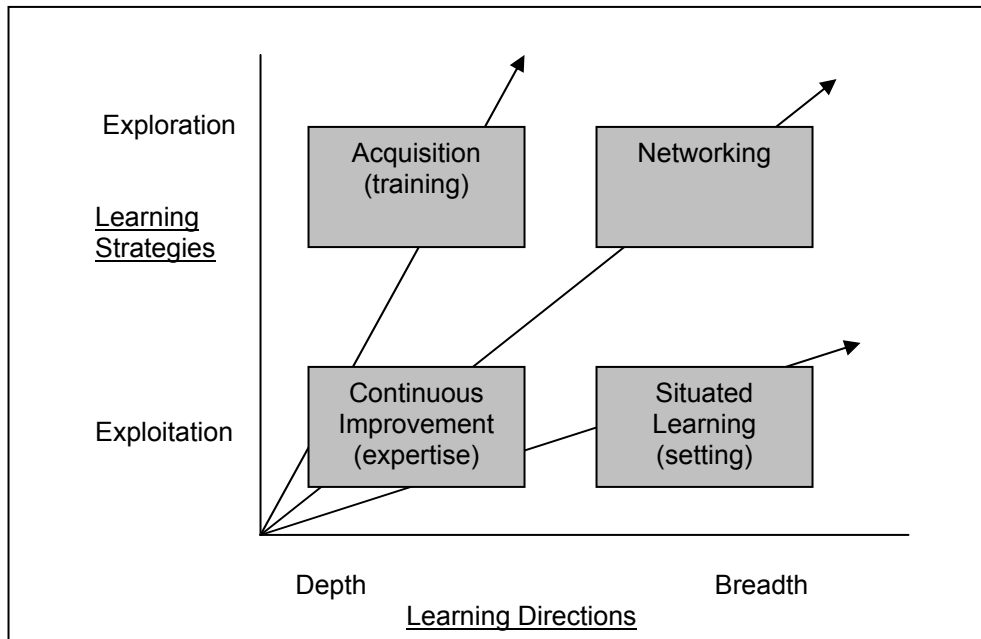 Exploration
Acquisition
(training)
Networking
Learning
Strategies
Exploitation
Continuous
Improvement
(expertise)
Situated
Learning
(setting)
Depth
Breadth
Learning Directions